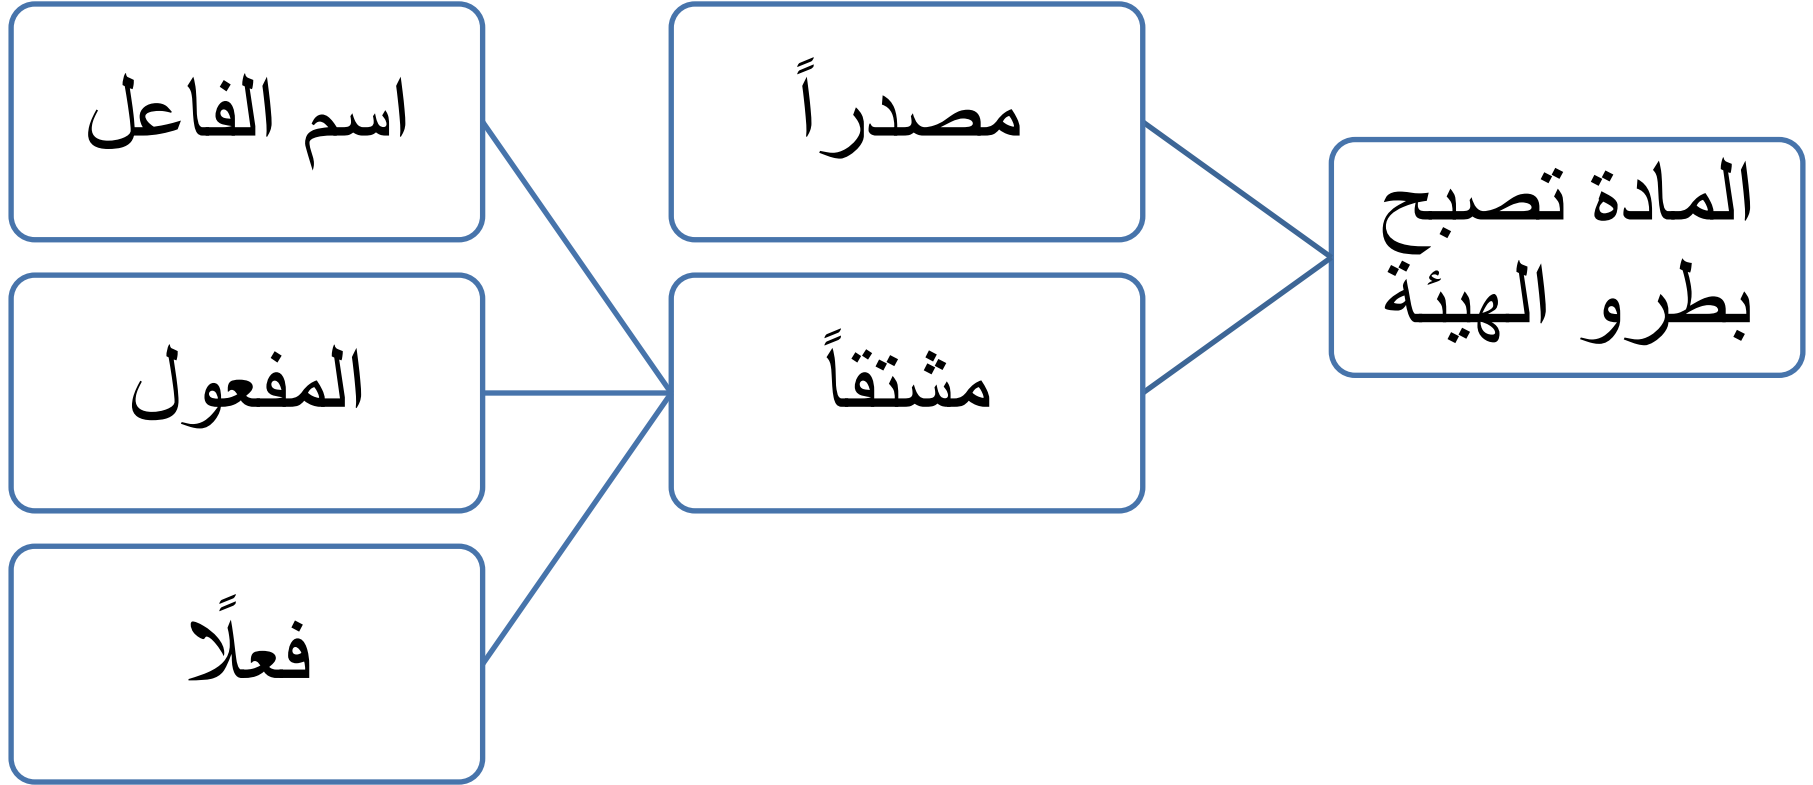 المادة تصبح
بطرو الهيئة
مصدراً
مشتقاً
اسم الفاعل
المفعول
فعلًا